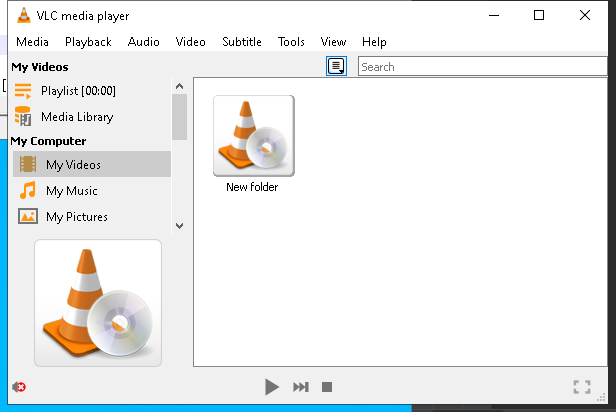 VLC media player
Media Playback Audio Video Subtitle Tools View Help
My Videos
Search
Playlist [00:00]
Media Library
My Computer
My Videos
My Music
My Pictures
New folder